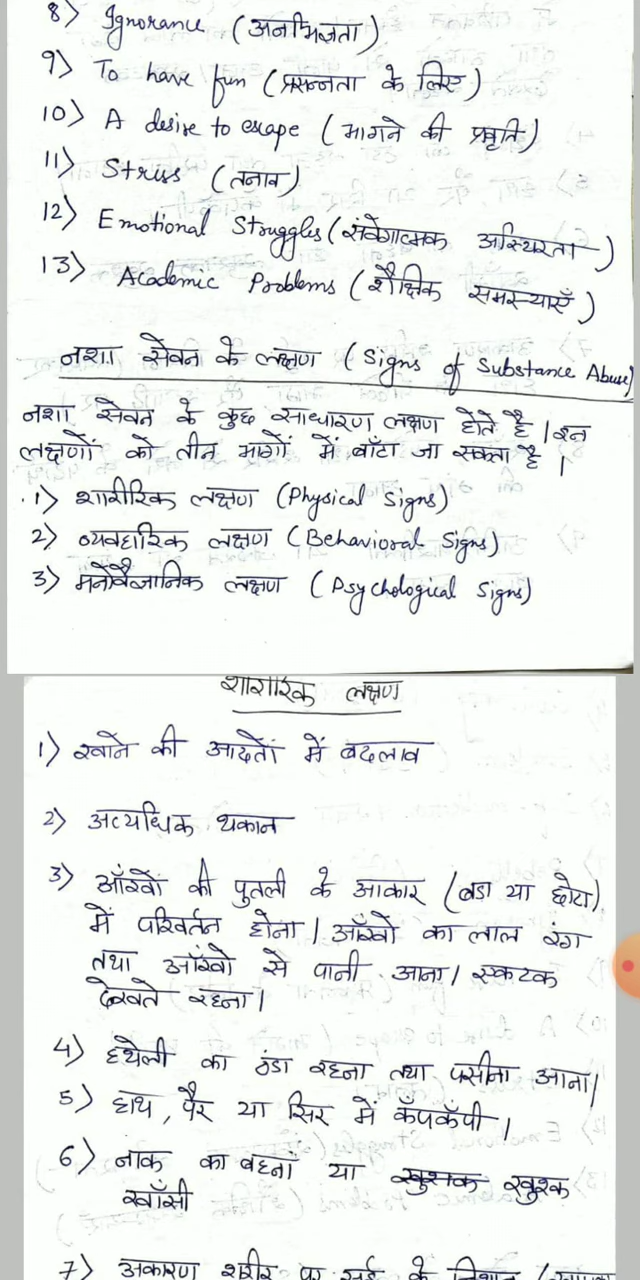 8) Ignorance (अनभिज्ञता)
9) To have fun (प्रसन्नता के लिए)
10) A desire to escape (भागने की प्रवृति)
11) Stress (तनाव)
12) Emotional Struggles (संवेगात्मक अस्थिरता)
13) Academic Problems (शैक्षिक समस्याएँ)
नशा सेवन के लक्षण (Signs of Substance Abuse)
नशा सेवन के कुछ साधारण लक्षण होते है। इन
लक्षणों को तीन भागों में बाँटा जा सकता है।
1) शारीरिक लक्षण (Physical Signs)
2) व्यवहारिक लक्षण (Behavioral Signs)
3) मनोवैज्ञानिक लक्षण (Psychological Signs)
शारीरिक लक्षण
1) खाने की आदतों में बदलाव
2) अत्यधिक थकान
3) आँखों की पुतली के आकार (बड़ा या छोटा)
में परिवर्तन होना। आँखों का लाल रंग
तथा आँखों से पानी आना। एकटक
देखते रहना।
4) हथेली का ठंडा रहना तथा पसीना आना।
5) हाथ, पैर या सिर में कंपकँपी।
6) नाक का बहना या खुश्क
खाँसी
7) अकारण शरीर पर सुई के निशान